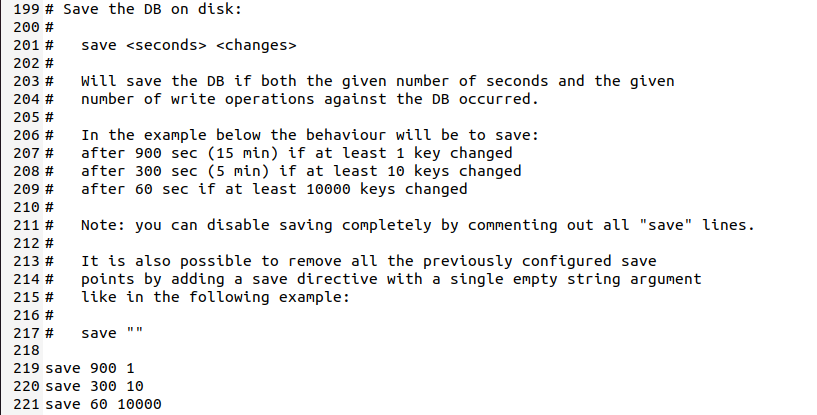 199 # Save the DB on disk:
200 #
201 #   save <seconds> <changes>
202 #
203 #   Will save the DB if both the given number of seconds and the given
204 #   number of write operations against the DB occurred.
205 #
206 #   In the example below the behaviour will be to save:
207 #   after 900 sec (15 min) if at least 1 key changed
208 #   after 300 sec (5 min) if at least 10 keys changed
209 #   after 60 sec if at least 10000 keys changed
210 #
211 #   Note: you can disable saving completely by commenting out all "save" lines.
212 #
213 #   It is also possible to remove all the previously configured save
214 #   points by adding a save directive with a single empty string argument
215 #   like in the following example:
216 #
217 #   save ""
218
219 save 900 1
220 save 300 10
221 save 60 10000